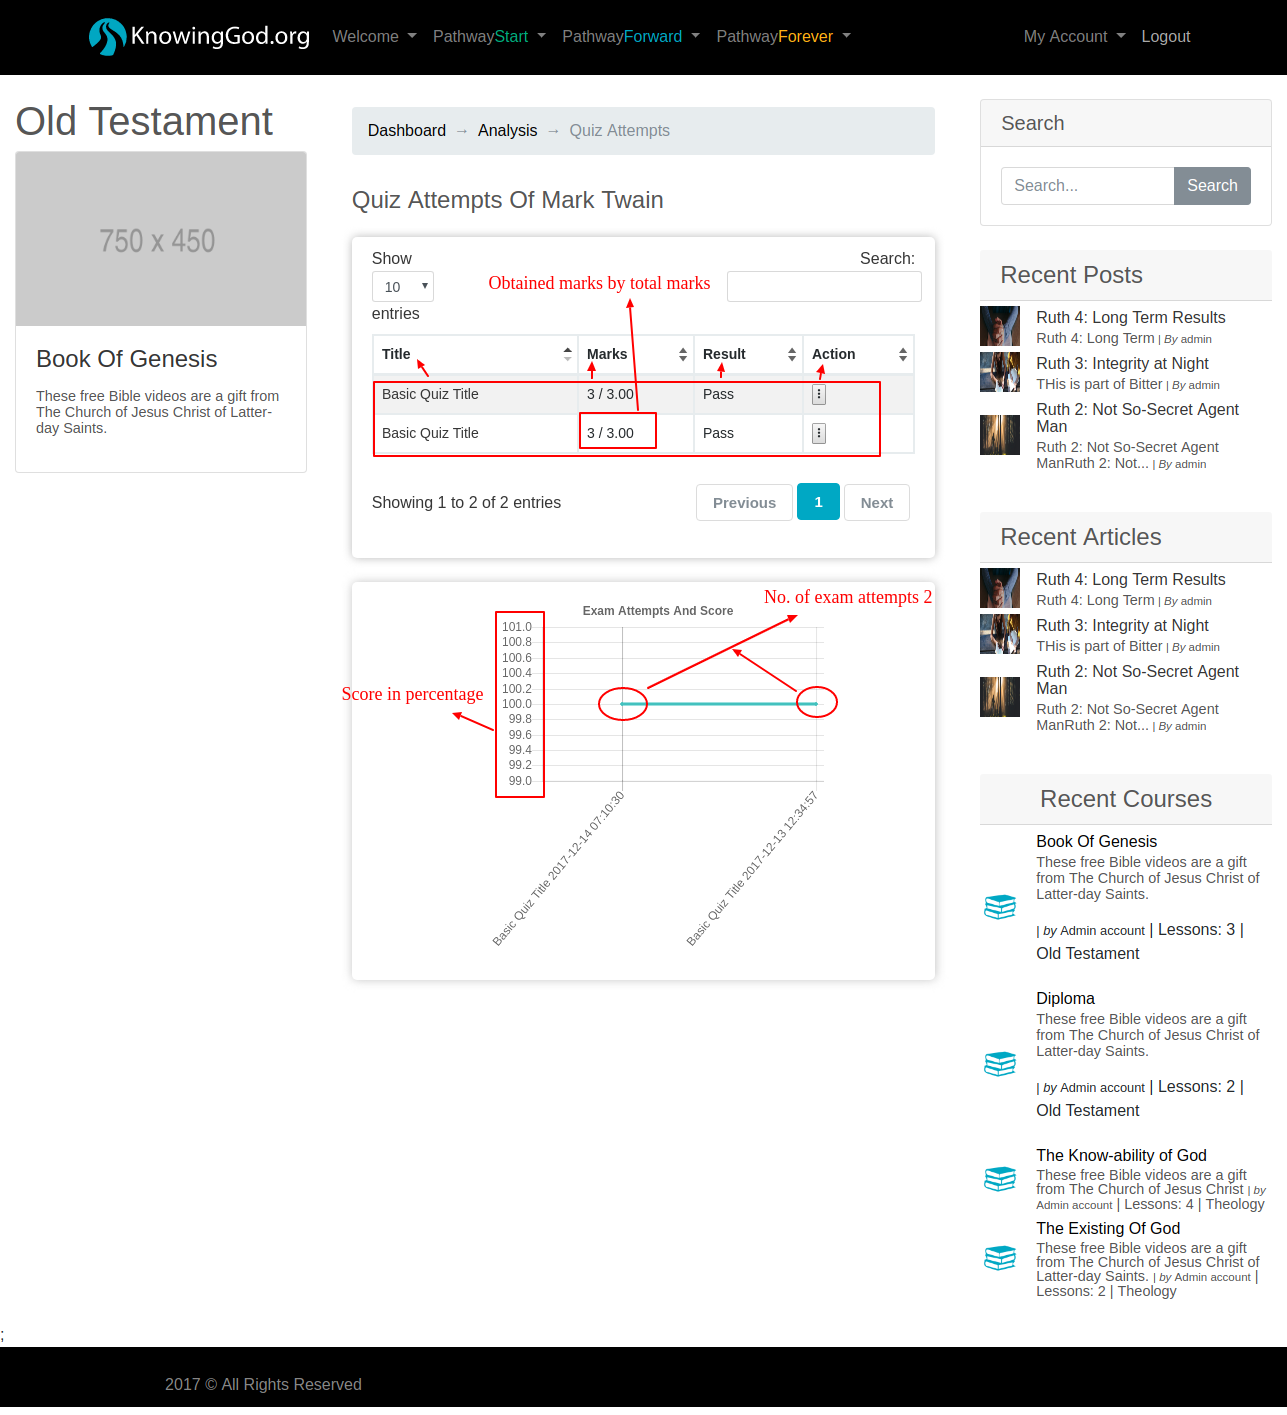 KnowingGod.org Welcome PathwayStart PathwayForward PathwayForever My Account Logout
Old Testament
750 x 450
Book Of Genesis
These free Bible videos are a gift from
The Church of Jesus Christ of Latter-
day Saints.
Dashboard → Analysis → Quiz Attempts
Quiz Attempts Of Mark Twain
Show
10
entries
Search:
Obtained marks by total marks
Title Marks Result Action
Basic Quiz Title 3 / 3.00 Pass
Basic Quiz Title 3 / 3.00 Pass
Showing 1 to 2 of 2 entries
Previous 1 Next
No. of exam attempts 2
Exam Attempts And Score
101.0
100.8
100.6
100.4
100.2
100.0
99.8
99.6
99.4
99.2
99.0
Score in percentage
Basic Quiz Title 2017-12-14 07:10:30
Basic Quiz Title 2017-12-13 12:34:57
Search
Search... Search
Recent Posts
Ruth 4: Long Term Results
Ruth 4: Long Term | By admin
Ruth 3: Integrity at Night
THis is part of Bitter | By admin
Ruth 2: Not So-Secret Agent
Man
Ruth 2: Not So-Secret Agent
ManRuth 2: Not... | By admin
Recent Articles
Ruth 4: Long Term Results
Ruth 4: Long Term | By admin
Ruth 3: Integrity at Night
THis is part of Bitter | By admin
Ruth 2: Not So-Secret Agent
Man
Ruth 2: Not So-Secret Agent
ManRuth 2: Not... | By admin
Recent Courses
Book Of Genesis
These free Bible videos are a gift
from The Church of Jesus Christ of
Latter-day Saints.
| by Admin account | Lessons: 3 |
Old Testament
Diploma
These free Bible videos are a gift
from The Church of Jesus Christ of
Latter-day Saints.
| by Admin account | Lessons: 2 |
Old Testament
The Know-ability of God
These free Bible videos are a gift
from The Church of Jesus Christ | by
Admin account | Lessons: 4 | Theology
The Existing Of God
These free Bible videos are a gift
from The Church of Jesus Christ of
Latter-day Saints. | by Admin account |
Lessons: 2 | Theology
;
2017 © All Rights Reserved